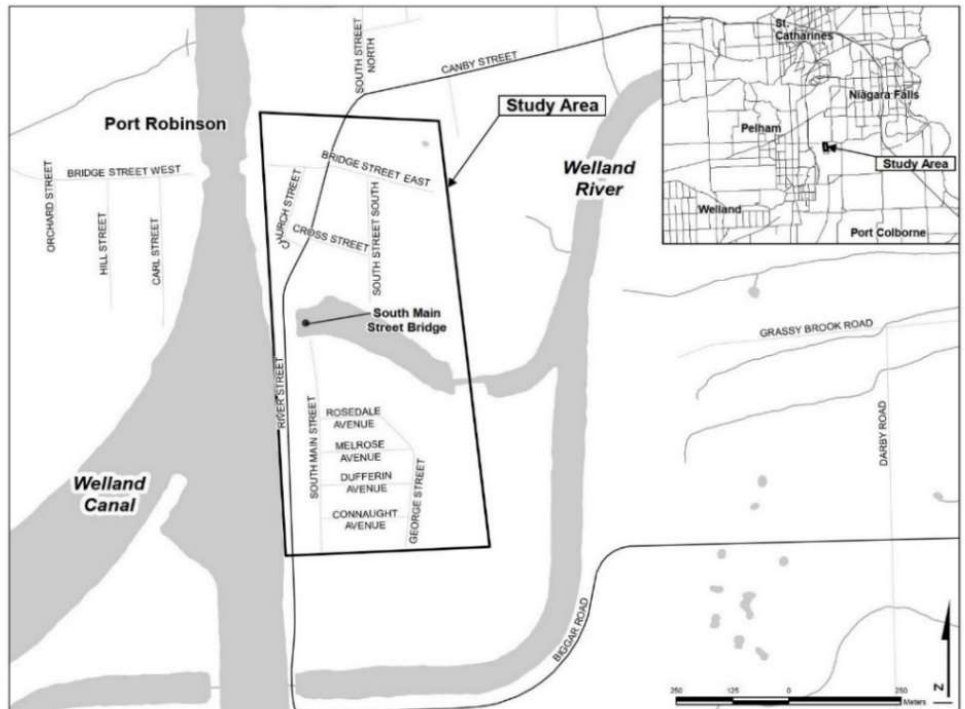 SOUTH STREET
NORTH
CANBY STREET
Port Robinson
Study Area
BRIDGE STREET WEST
BRIDGE STREET EAST
Welland
River
ORCHARD STREET
HILL STREET
CARL STREET
CHURCH STREET
CROSS STREET
SOUTH STREET SOUTH
South Main
Street Bridge
RIVER STREET
SOUTH MAIN STREET
ROSEDALE
AVENUE
MELROSE
AVENUE
DUFFERIN
AVENUE
CONNAUGHT
AVENUE
GEORGE STREET
Welland
Canal
GRASSY BROOK ROAD
DARBY ROAD
BIGGAR ROAD
St.
Catharines
Niagara Falls
Pelham
Study Area
Welland
Port Colborne
250 125 0 250
Meters
N